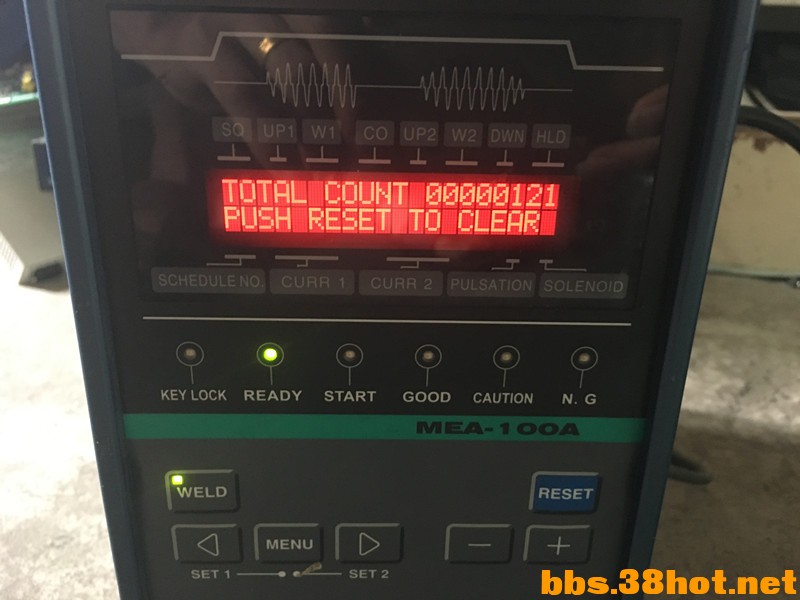 SQ UP1 W1 CO UP2 W2 DWN HLD
TOTAL COUNT 00000121
PUSH RESET TO CLEAR
SCHEDULE NO. CURR 1 CURR 2 PULSATION SOLENOID
KEY LOCK READY START GOOD CAUTION N. G
MEA-100A
WELD RESET
MENU − +
SET 1 SET 2
bbs.38hot.net